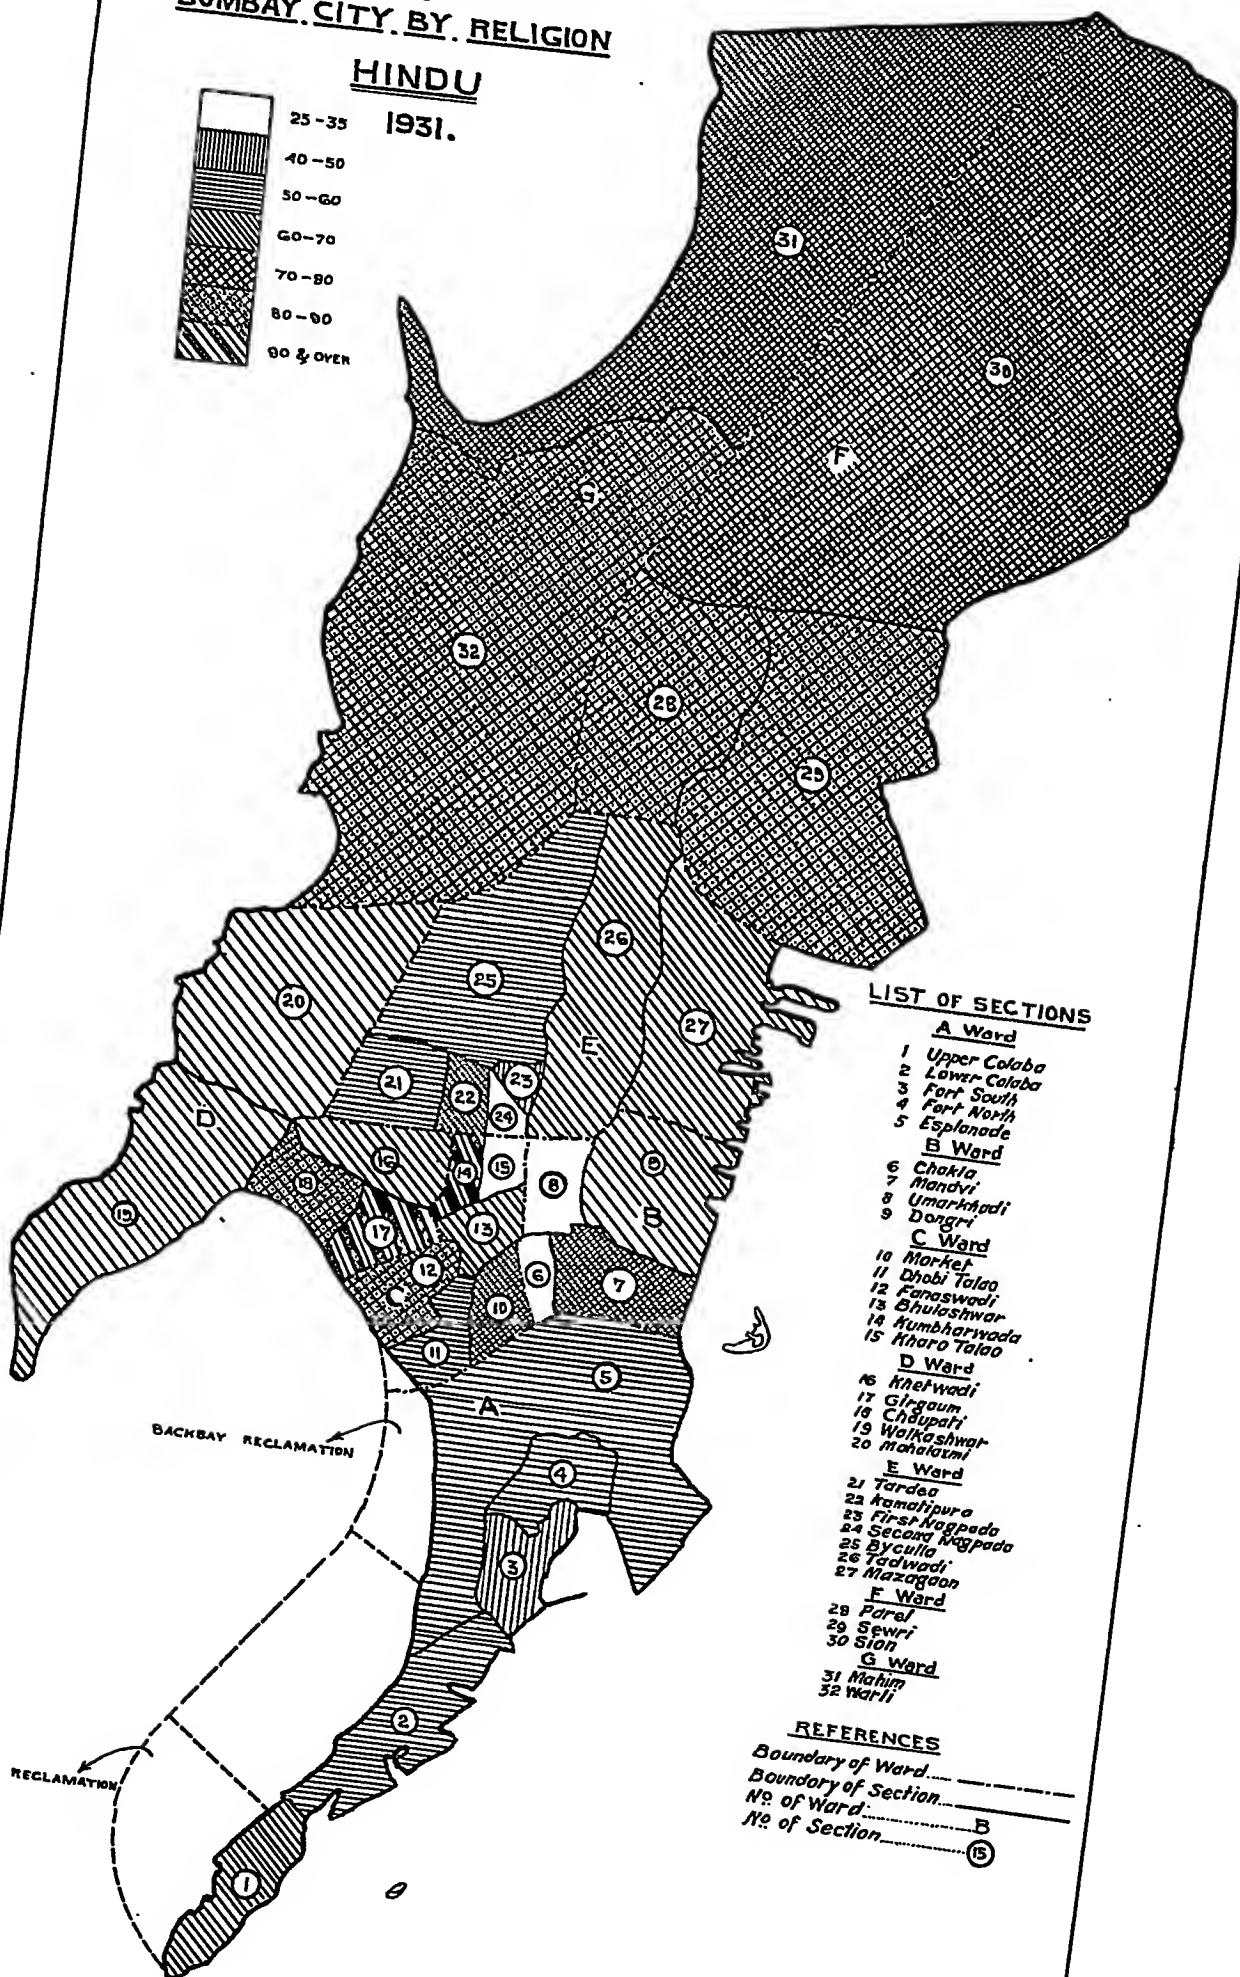 BOMBAY. CITY. BY. RELIGION
HINDU
1931.
25-35
40-50
50-60
60-70
70-80
80-90
90 & OVER
31
30
F
G
32
28
29
20
25
26
27
E
21
22
23
24
D
16
14
15
8
9
B
18
19
17
13
12
C
10
6
7
11
5
A
4
3
2
1
BACKBAY RECLAMATION
RECLAMATION
LIST OF SECTIONS
A Ward
1 Upper Colaba
2 Lower Colaba
3 Fort South
4 Fort North
5 Esplanade
B Ward
6 Chakla
7 Mandvi
8 Umarkhadi
9 Dongri
C Ward
10 Market
11 Dhobi Talao
12 Fanaswadi
13 Bhulashwar
14 Kumbharwada
15 Kharo Talao
D Ward
16 Khetwadi
17 Girgaum
18 Chaupati
19 Walkashwar
20 Mahalaxmi
E Ward
21 Tardeo
22 Kamatipura
23 First Nagpada
24 Second Nagpada
25 Byculla
26 Tadwadi
27 Mazagaon
F Ward
28 Parel
29 Sewri
30 Sion
G Ward
31 Mahim
32 Warli
REFERENCES
Boundary of Ward
Boundary of Section
Nº of Ward B
Nº of Section 15